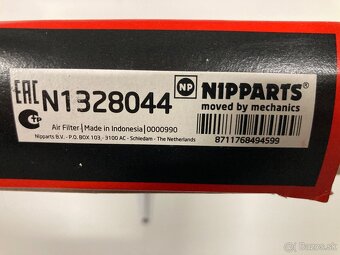 EAC N1328044
NP NIPPARTS
moved by mechanics
Air Filter | Made in Indonesia | 0000990
Nipparts B.V. - P.O. BOX 103, - 3100 AC - Schiedam - The Netherlands
8711768494599
bazos.sk